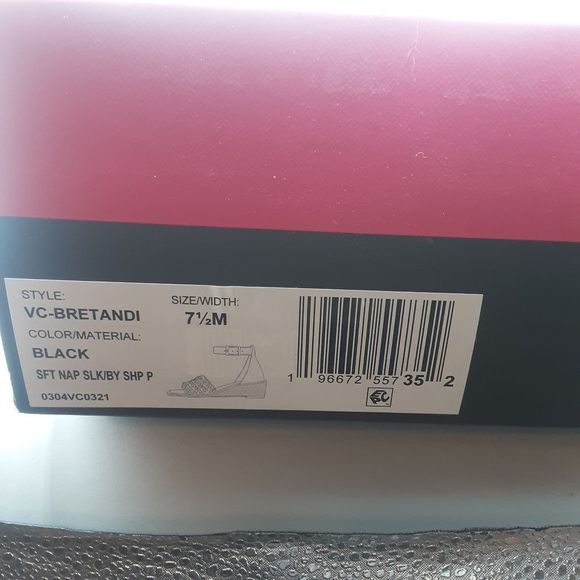 STYLE:
VC-BRETANDI
SIZE/WIDTH:
7½M
COLOR/MATERIAL:
BLACK
SFT NAP SLK/BY SHP P
0304VC0321
1 96672 55735 2